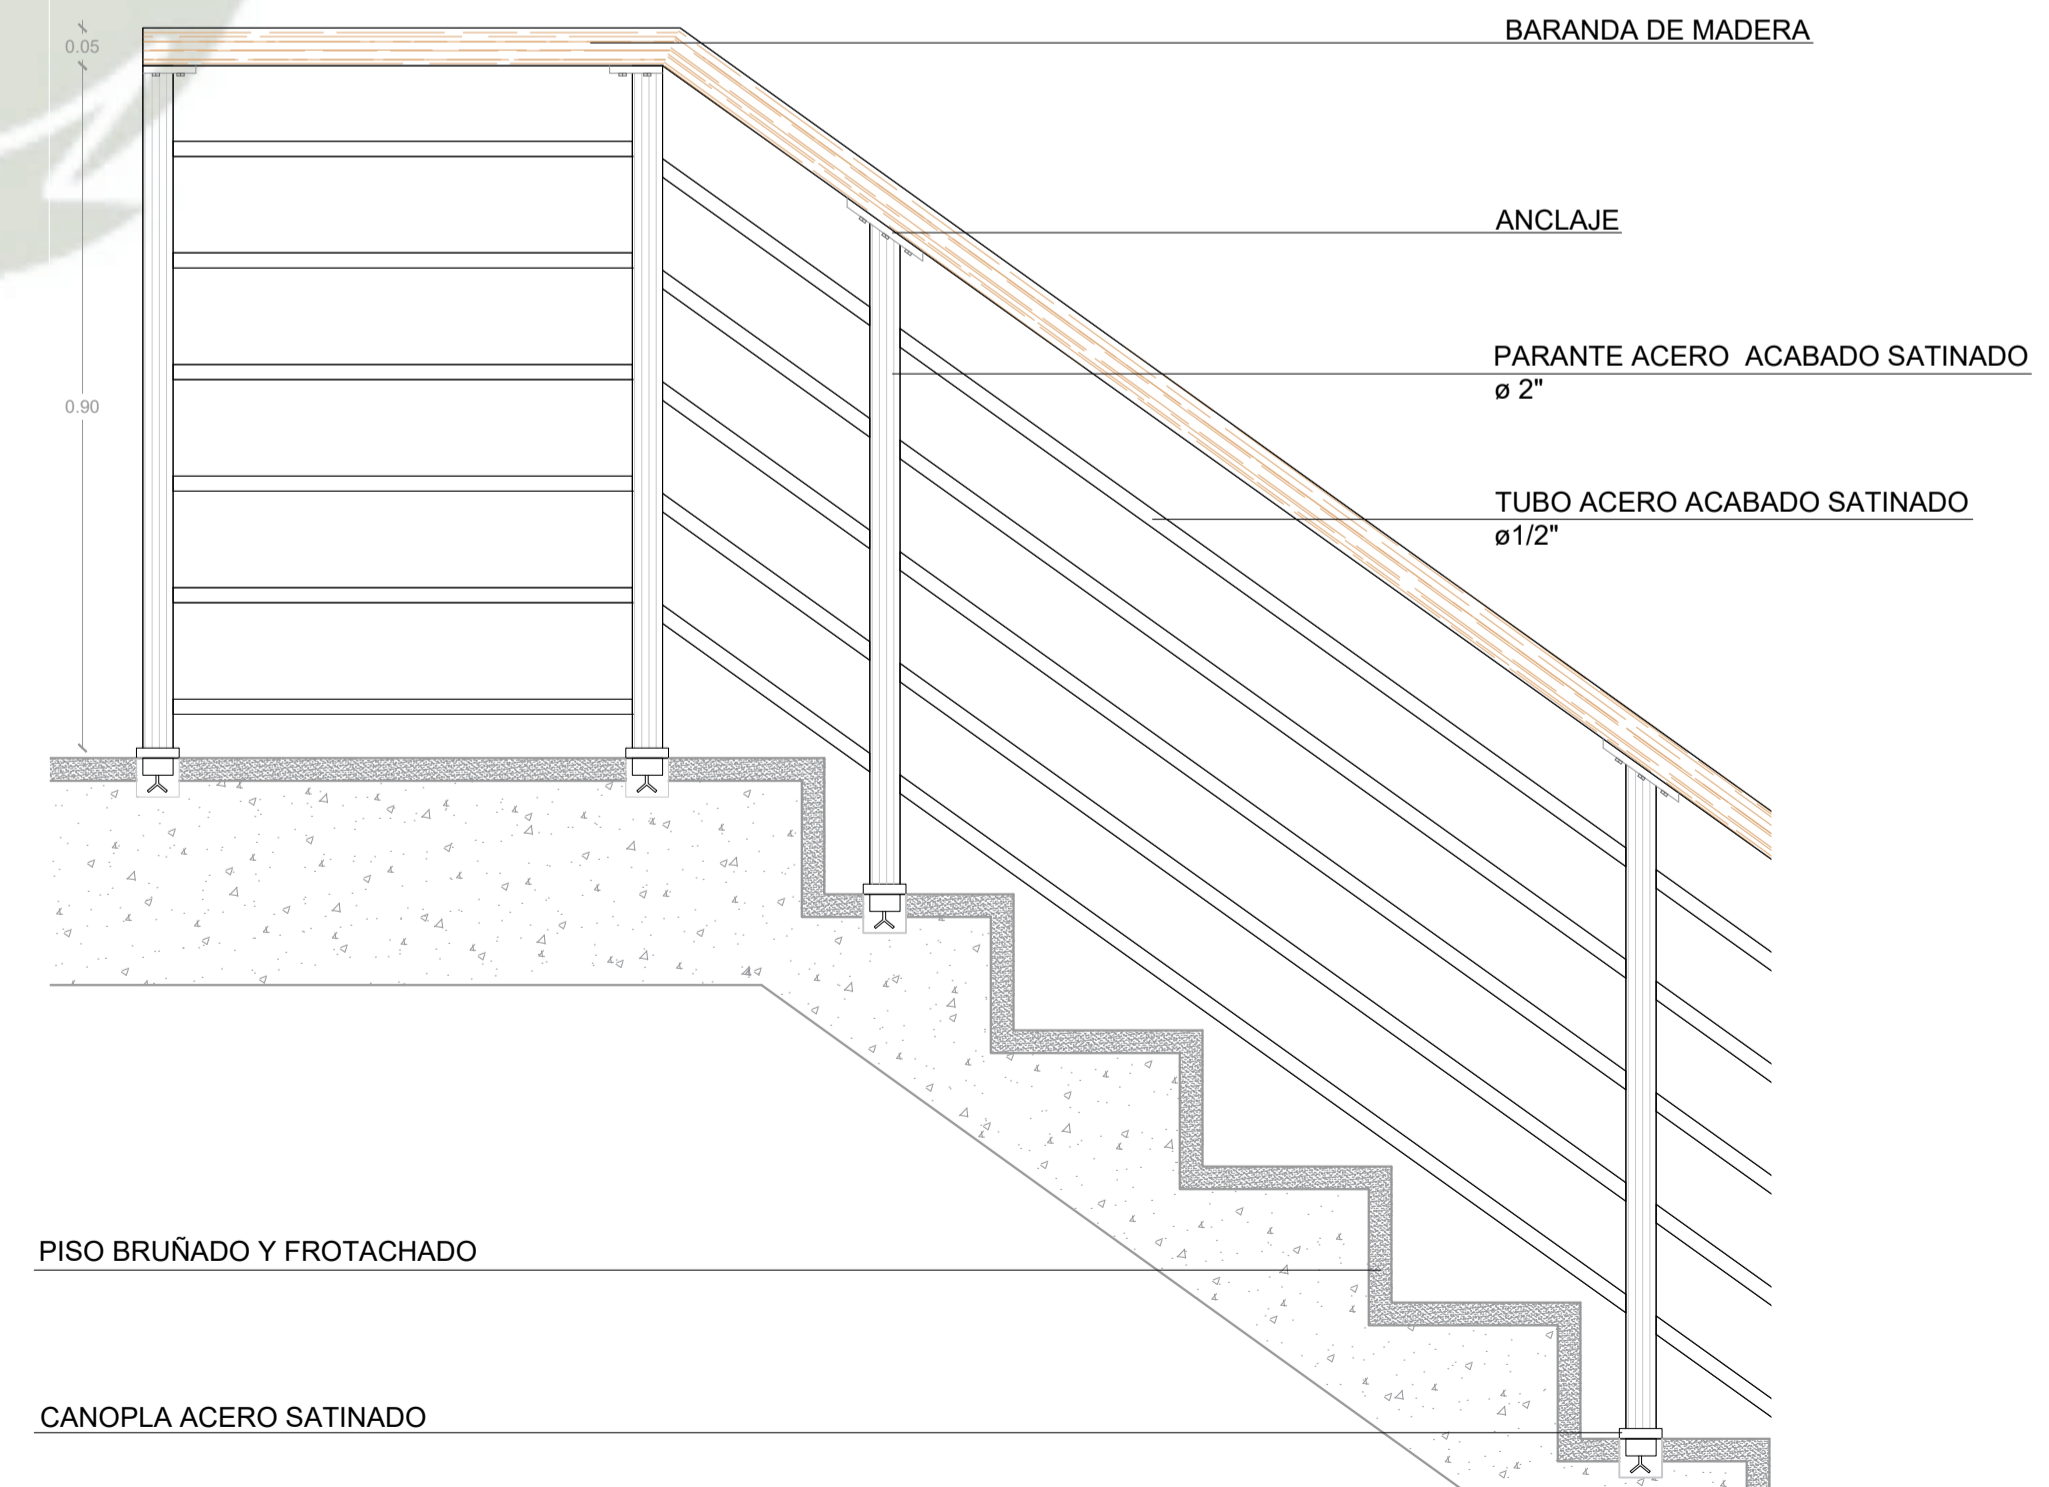 BARANDA DE MADERA
0.05
ANCLAJE
PARANTE ACERO  ACABADO SATINADO
ø 2"
0.90
TUBO ACERO ACABADO SATINADO
ø1/2"
PISO BRUÑADO Y FROTACHADO
CANOPLA ACERO SATINADO